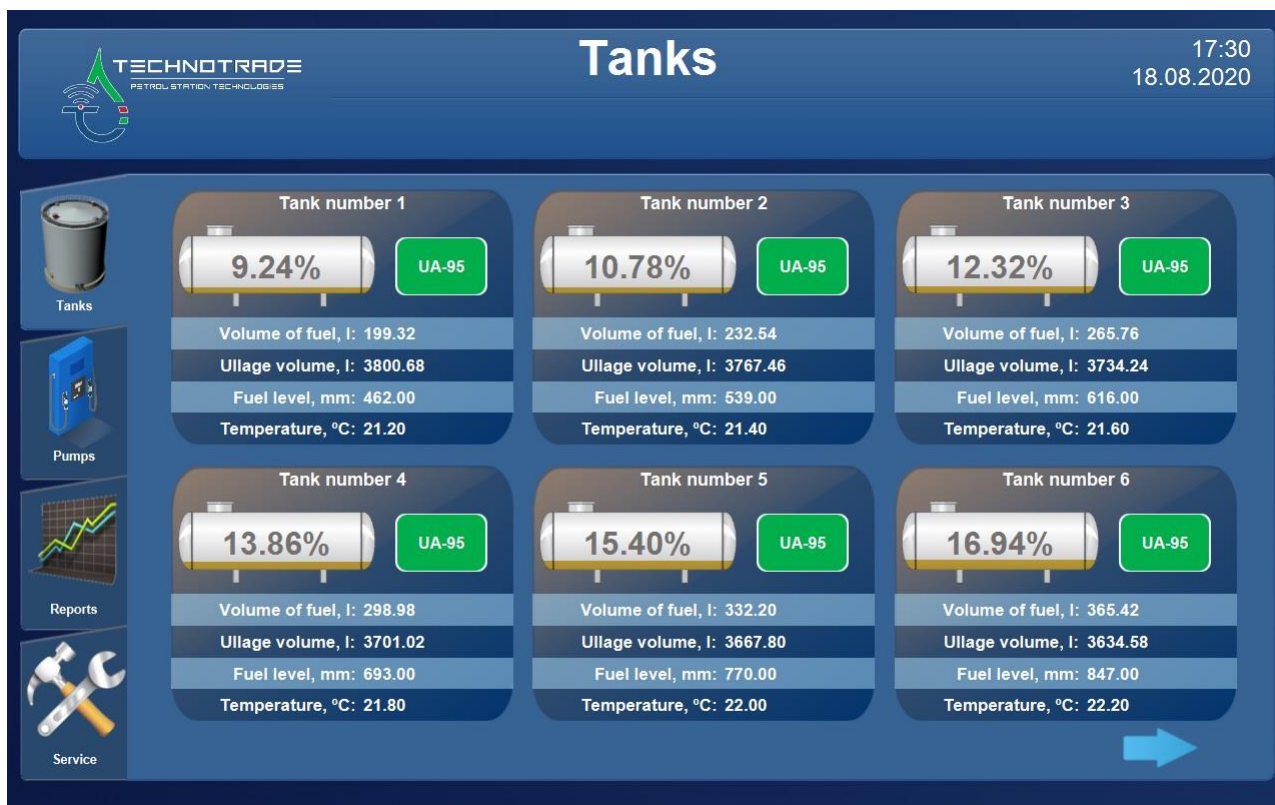 TECHNOTRADE
PETROL STATION TECHNOLOGIES
Tanks
17:30
18.08.2020
Tanks
Pumps
Reports
Service
Tank number 1
9.24%
UA-95
Volume of fuel, l: 199.32
Ullage volume, l: 3800.68
Fuel level, mm: 462.00
Temperature, ºC: 21.20
Tank number 2
10.78%
UA-95
Volume of fuel, l: 232.54
Ullage volume, l: 3767.46
Fuel level, mm: 539.00
Temperature, ºC: 21.40
Tank number 3
12.32%
UA-95
Volume of fuel, l: 265.76
Ullage volume, l: 3734.24
Fuel level, mm: 616.00
Temperature, ºC: 21.60
Tank number 4
13.86%
UA-95
Volume of fuel, l: 298.98
Ullage volume, l: 3701.02
Fuel level, mm: 693.00
Temperature, ºC: 21.80
Tank number 5
15.40%
UA-95
Volume of fuel, l: 332.20
Ullage volume, l: 3667.80
Fuel level, mm: 770.00
Temperature, ºC: 22.00
Tank number 6
16.94%
UA-95
Volume of fuel, l: 365.42
Ullage volume, l: 3634.58
Fuel level, mm: 847.00
Temperature, ºC: 22.20